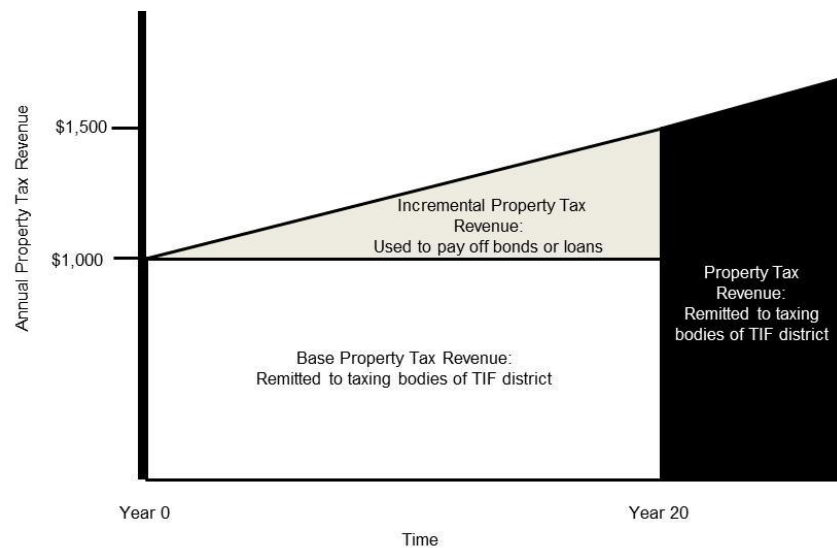 Annual Property Tax Revenue
$1,500
$1,000
Incremental Property Tax
Revenue:
Used to pay off bonds or loans
Base Property Tax Revenue:
Remitted to taxing bodies of TIF district
Property Tax
Revenue:
Remitted to taxing
bodies of TIF district
Year 0
Year 20
Time